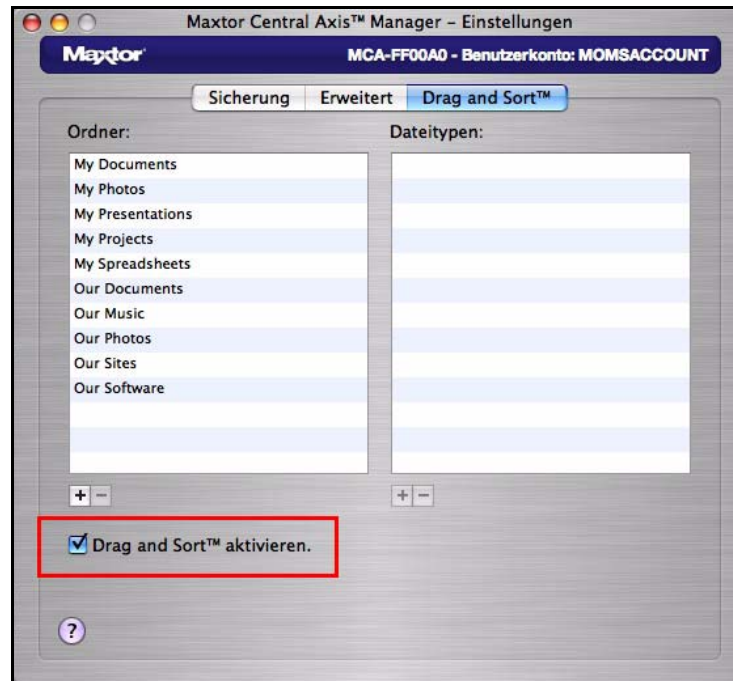 Maxtor Central Axis™ Manager – Einstellungen
Maxtor MCA-FF00A0 - Benutzerkonto: MOMSACCOUNT
Sicherung Erweitert Drag and Sort™
Ordner: Dateitypen:
My Documents
My Photos
My Presentations
My Projects
My Spreadsheets
Our Documents
Our Music
Our Photos
Our Sites
Our Software
+ - + -
Drag and Sort™ aktivieren.
?